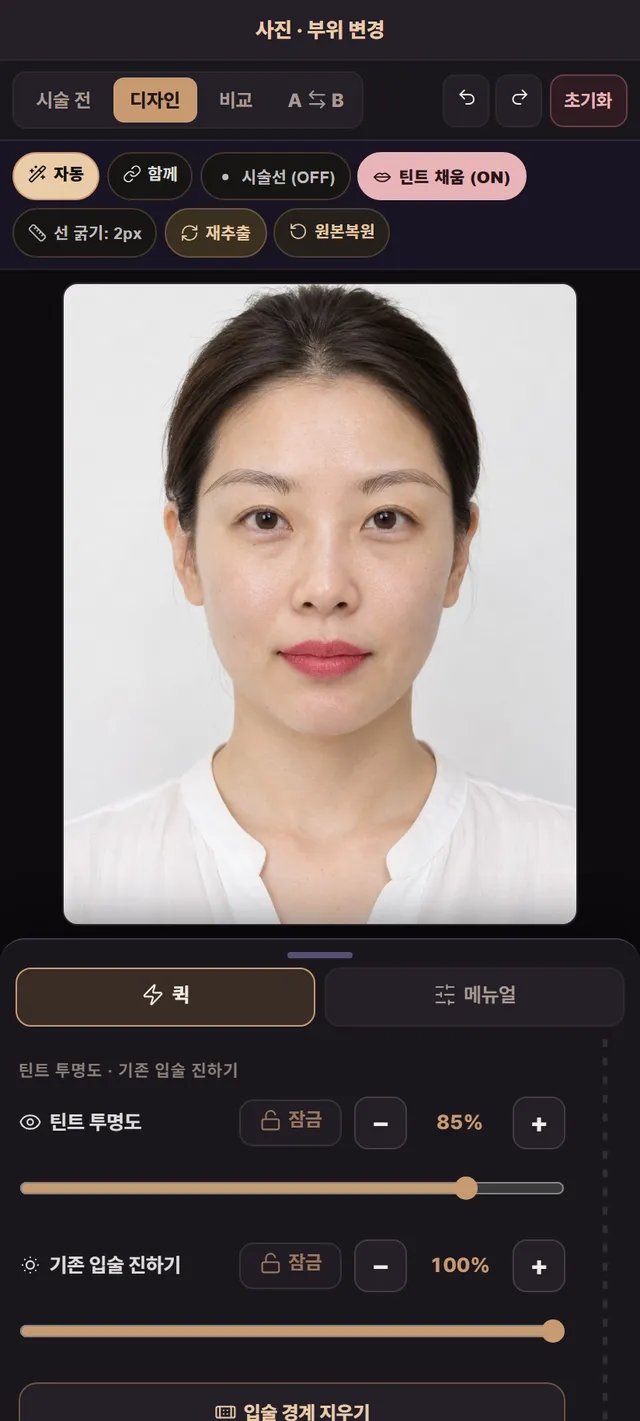 사진 · 부위 변경
시술 전 디자인 비교 A ⇆ B 초기화
자동 함께 시술선 (OFF) 틴트 채움 (ON)
선 굵기: 2px 재추출 원본복원
퀵 메뉴얼
틴트 투명도 · 기존 입술 진하기
틴트 투명도 잠금 − 85% +
기존 입술 진하기 잠금 − 100% +
입술 경계 지우기